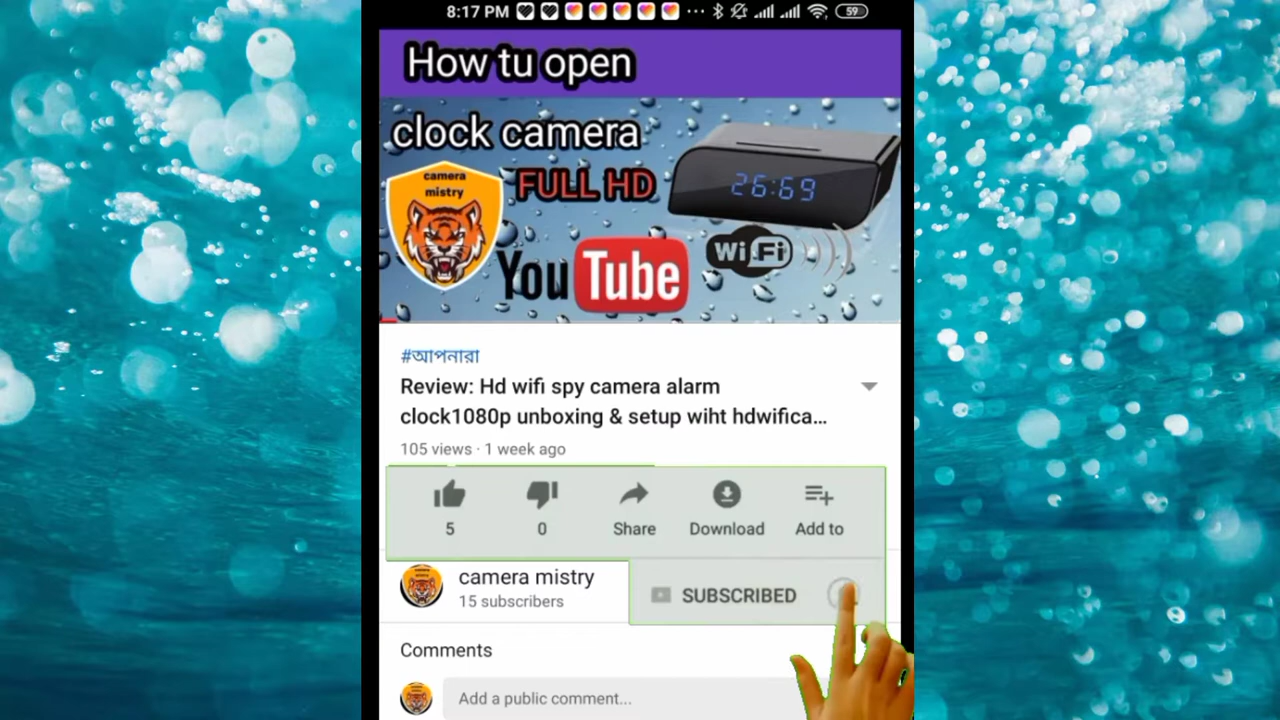 8:17 PM
59
How tu open
clock camera
camera
mistry
FULL HD
26:69
YouTube
Wi Fi
#আপনারা
Review: Hd wifi spy camera alarm
clock1080p unboxing & setup wiht hdwifica...
105 views · 1 week ago
5 0 Share Download Add to
camera mistry
15 subscribers
SUBSCRIBED
Comments
Add a public comment...